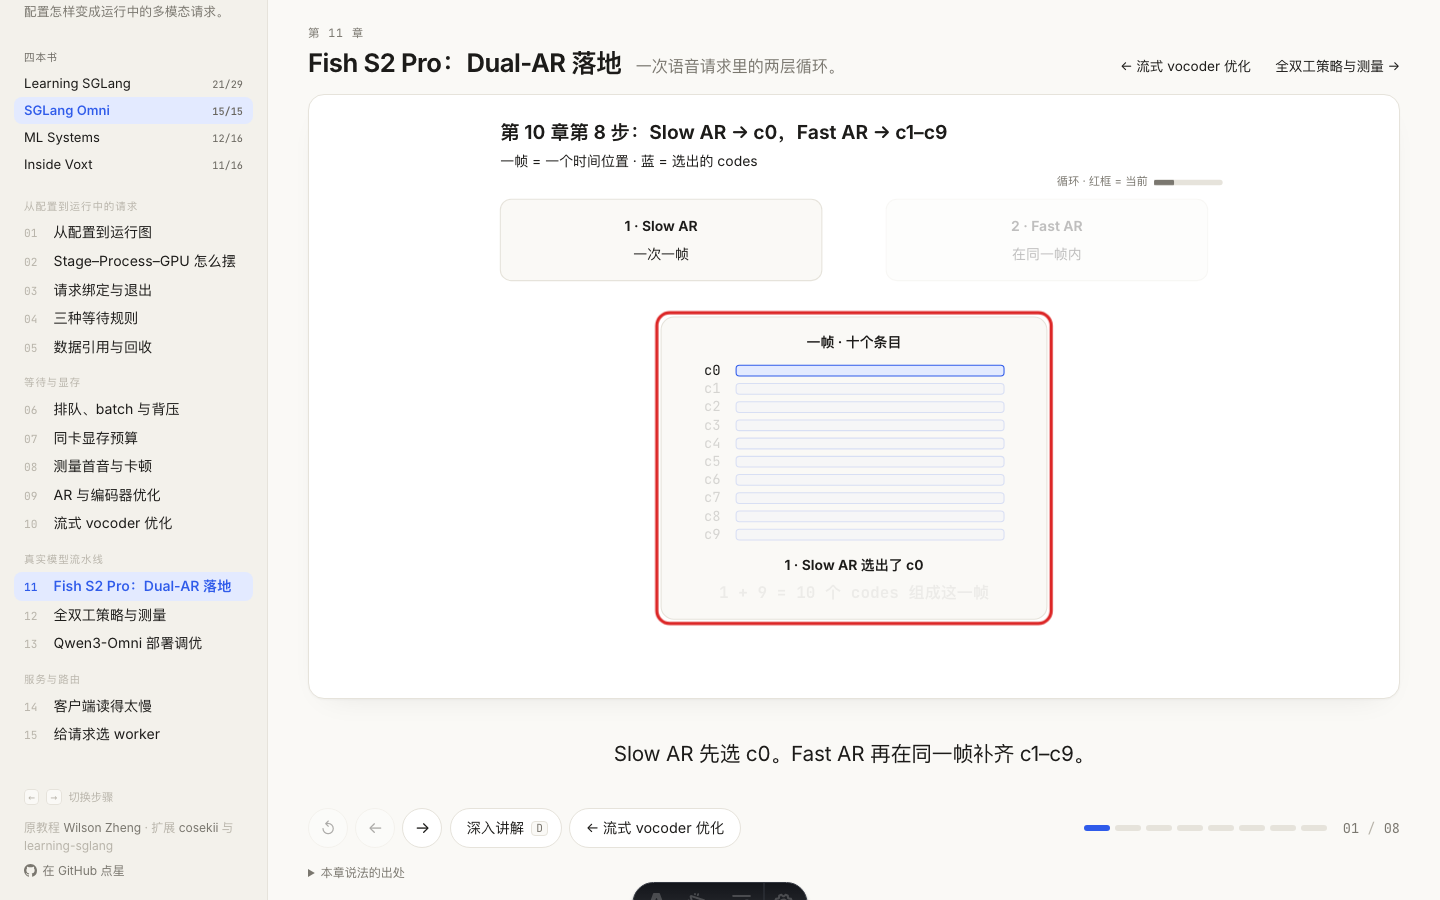 配置怎样变成运行中的多模态请求。
四本书
Learning SGLang 21/29
SGLang Omni 15/15
ML Systems 12/16
Inside Voxt 11/16
从配置到运行中的请求
01 从配置到运行图
02 Stage–Process–GPU 怎么摆
03 请求绑定与退出
04 三种等待规则
05 数据引用与回收
等待与显存
06 排队、batch 与背压
07 同卡显存预算
08 测量首音与卡顿
09 AR 与编码器优化
10 流式 vocoder 优化
真实模型流水线
11 Fish S2 Pro：Dual-AR 落地
12 全双工策略与测量
13 Qwen3-Omni 部署调优
服务与路由
14 客户端读得太慢
15 给请求选 worker
← → 切换步骤
原教程 Wilson Zheng · 扩展 cosekii 与
learning-sglang
在 GitHub 点星
第 11 章
Fish S2 Pro：Dual-AR 落地 一次语音请求里的两层循环。
← 流式 vocoder 优化 全双工策略与测量 →
第 10 章第 8 步：Slow AR → c0，Fast AR → c1–c9
一帧 = 一个时间位置 · 蓝 = 选出的 codes
循环 · 红框 = 当前
1 · Slow AR
一次一帧
2 · Fast AR
在同一帧内
一帧 · 十个条目
c0
c1
c2
c3
c4
c5
c6
c7
c8
c9
1 · Slow AR 选出了 c0
1 + 9 = 10 个 codes 组成这一帧
Slow AR 先选 c0。Fast AR 再在同一帧补齐 c1–c9。
← → 深入讲解 D ← 流式 vocoder 优化
01 / 08
▶ 本章说法的出处